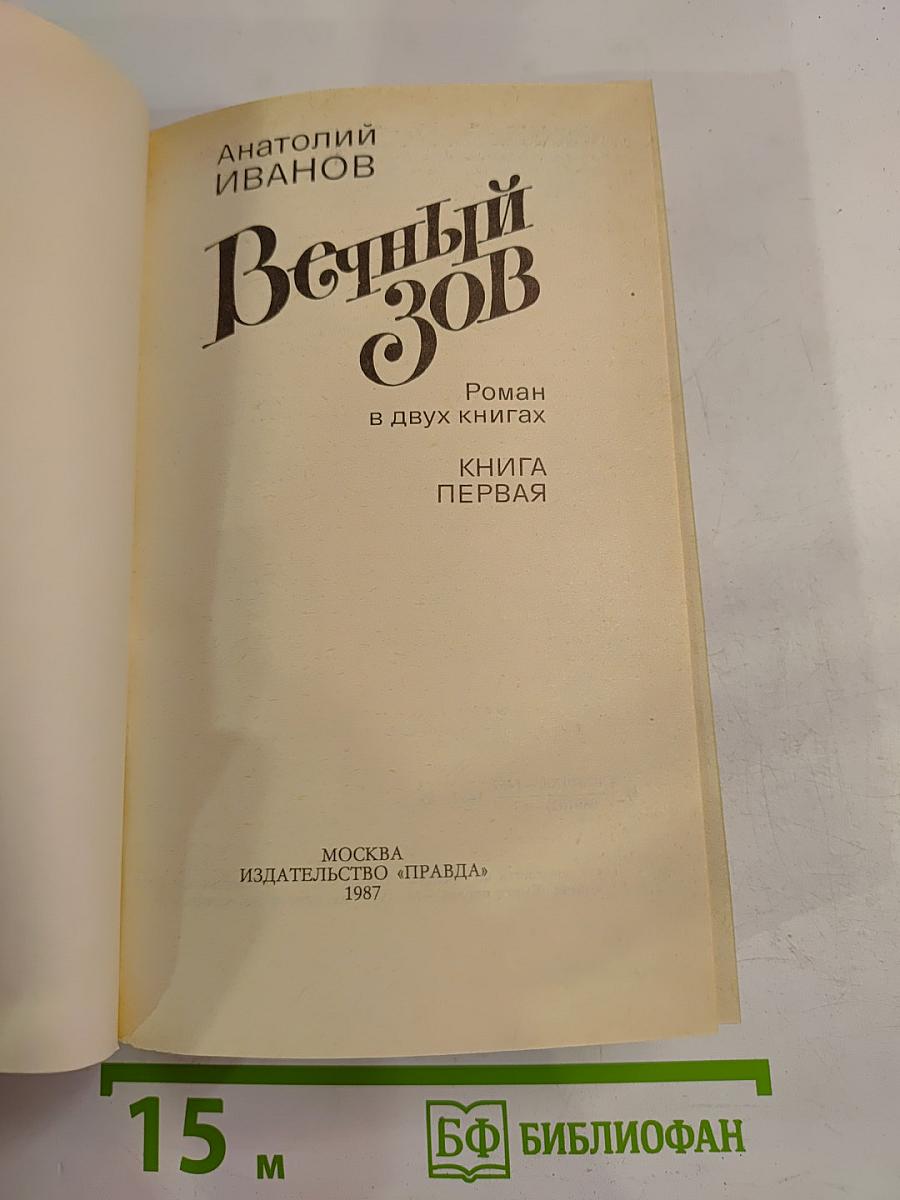 Анатолий
ИВАНОВ
Вечный
Зов
Роман
в двух книгах
КНИГА
ПЕРВАЯ
МОСКВА
ИЗДАТЕЛЬСТВО «ПРАВДА»
1987
15 м
БФ БИБЛИОФАН